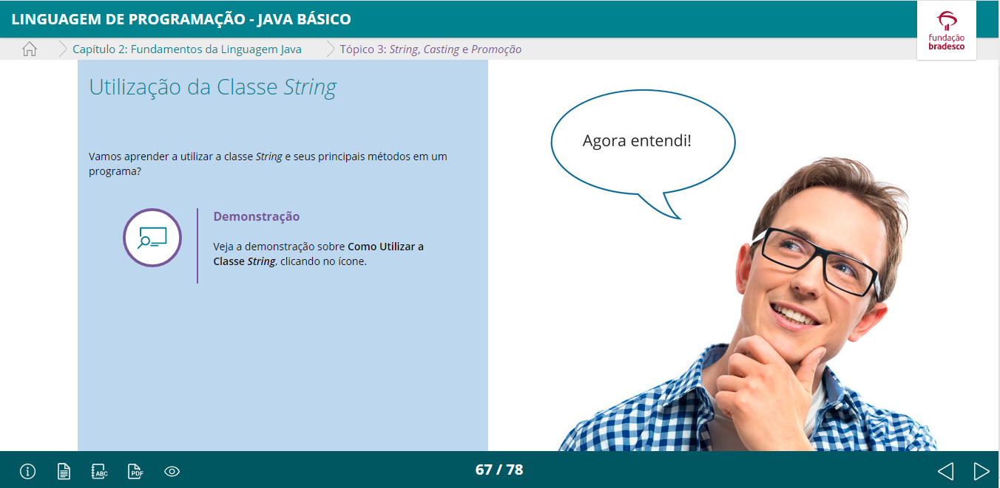 LINGUAGEM DE PROGRAMAÇÃO - JAVA BÁSICO
fundação
bradesco
Capítulo 2: Fundamentos da Linguagem Java
Tópico 3: String, Casting e Promoção
Utilização da Classe String
Vamos aprender a utilizar a classe String e seus principais métodos em um
programa?
Demonstração
Veja a demonstração sobre Como Utilizar a
Classe String, clicando no ícone.
Agora entendi!
ABC
PDF
67 / 78